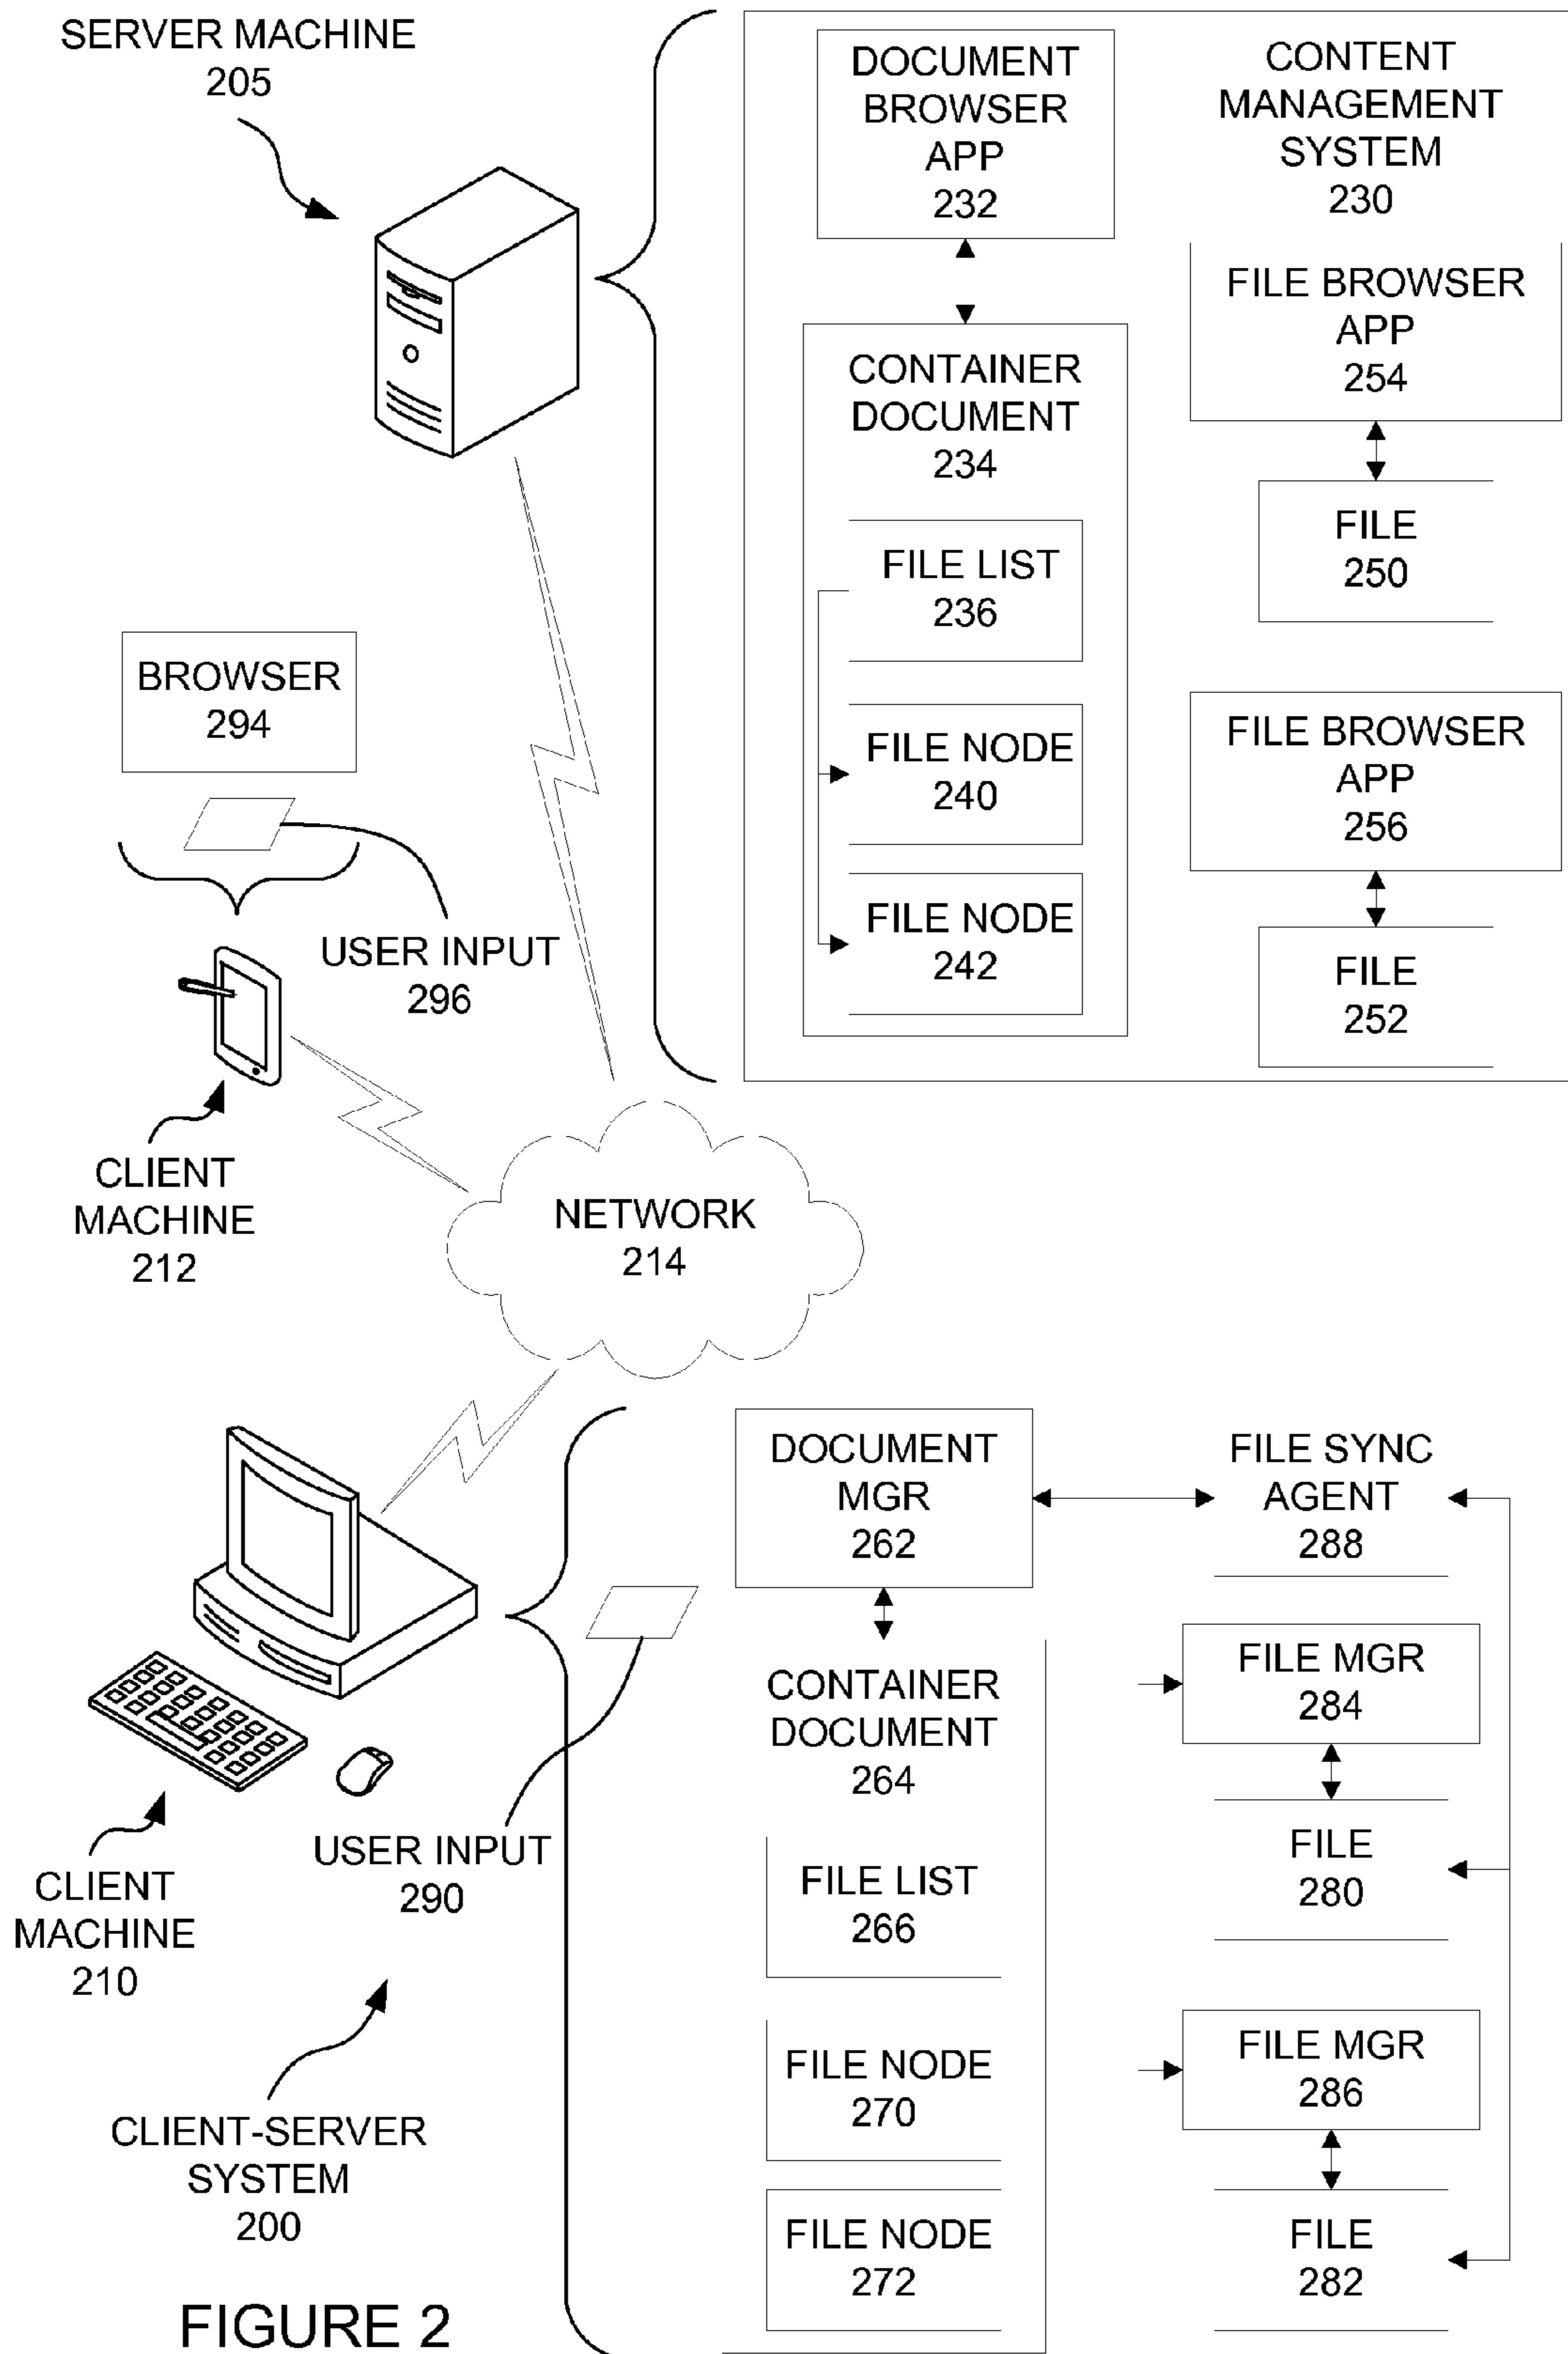 SERVER MACHINE
205
DOCUMENT
BROWSER
APP
232
CONTENT
MANAGEMENT
SYSTEM
230
FILE BROWSER
APP
254
CONTAINER
DOCUMENT
234
FILE
250
FILE LIST
236
BROWSER
294
FILE NODE
240
FILE BROWSER
APP
256
USER INPUT
296
FILE NODE
242
FILE
252
CLIENT
MACHINE
212
NETWORK
214
DOCUMENT
MGR
262
FILE SYNC
AGENT
288
CONTAINER
DOCUMENT
264
FILE MGR
284
USER INPUT
290
FILE LIST
266
FILE
280
CLIENT
MACHINE
210
FILE NODE
270
FILE MGR
286
CLIENT-SERVER
SYSTEM
200
FILE NODE
272
FILE
282
FIGURE 2